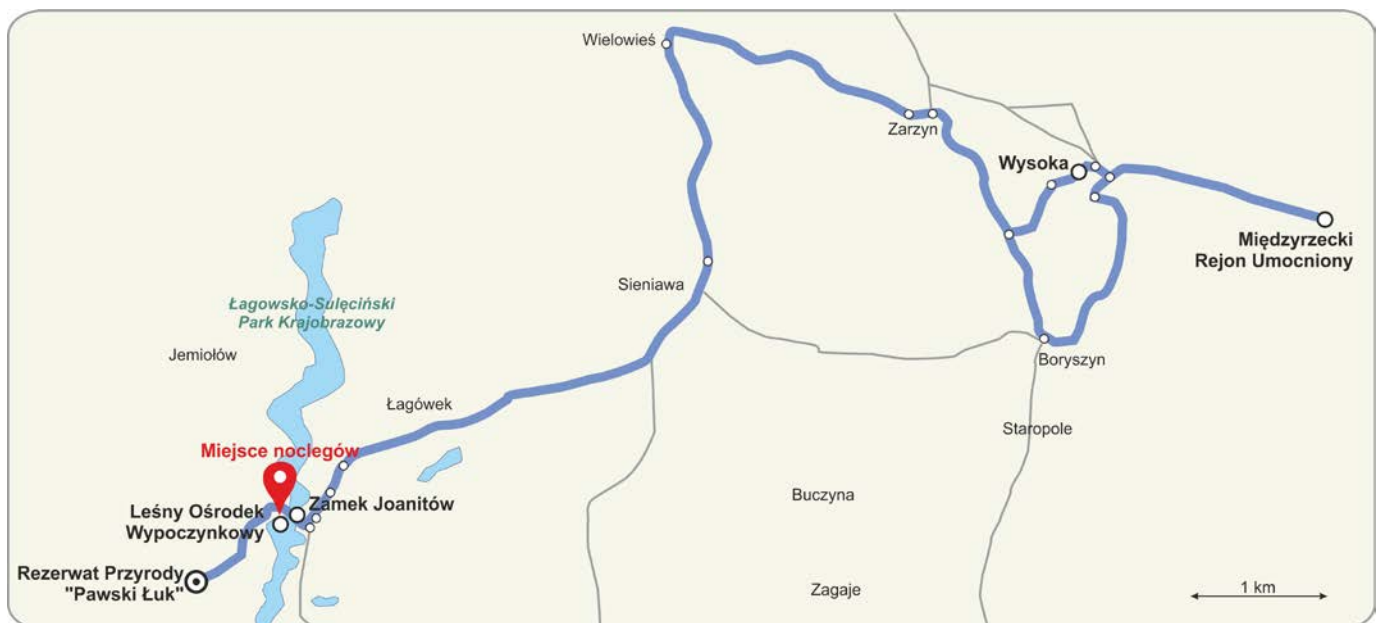 Wielowieś
Zarzyn
Wysoka
Międzyrzecki
Rejon Umocniony
Sieniawa
Łagowsko-Sulęciński
Park Krajobrazowy
Jemiołów
Boryszyn
Łagówek
Staropole
Miejsce noclegów
Buczyna
Zamek Joanitów
Leśny Ośrodek
Wypoczynkowy
Rezerwat Przyrody
"Pawski Łuk"
Zagaje
1 km